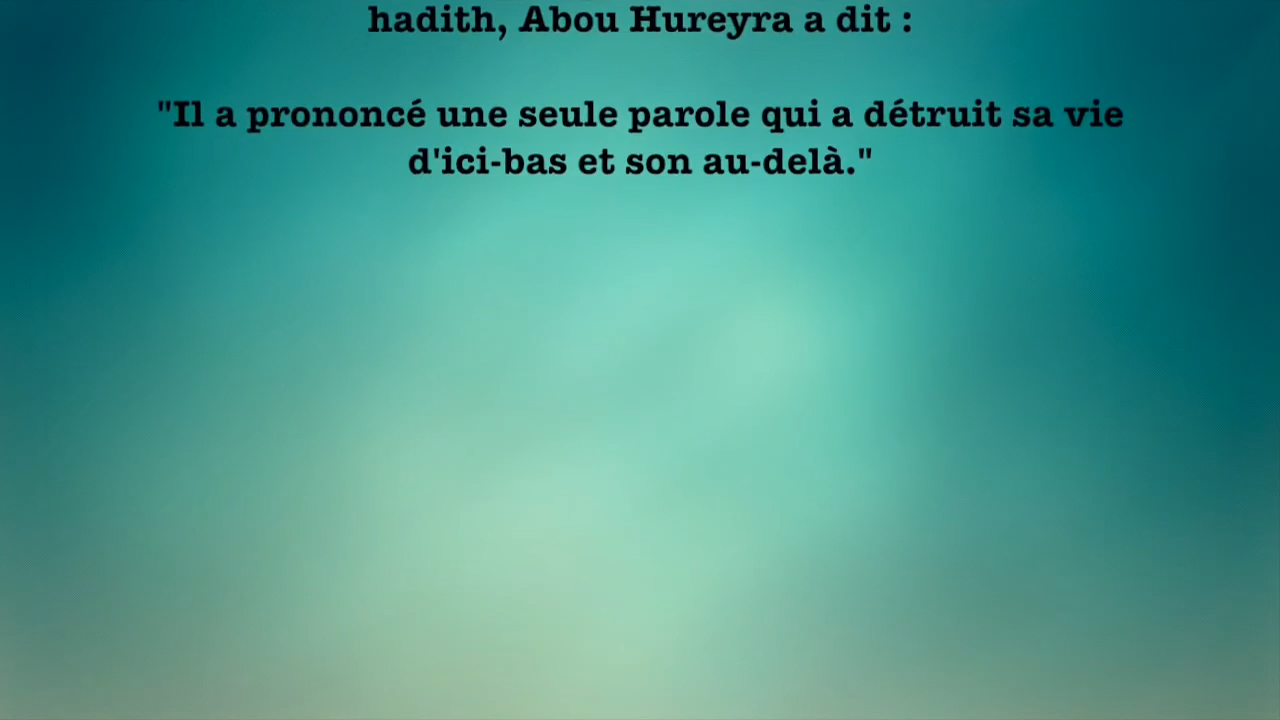 hadith, Abou Hureyra a dit :
"Il a prononcé une seule parole qui a détruit sa vie
d'ici-bas et son au-delà."